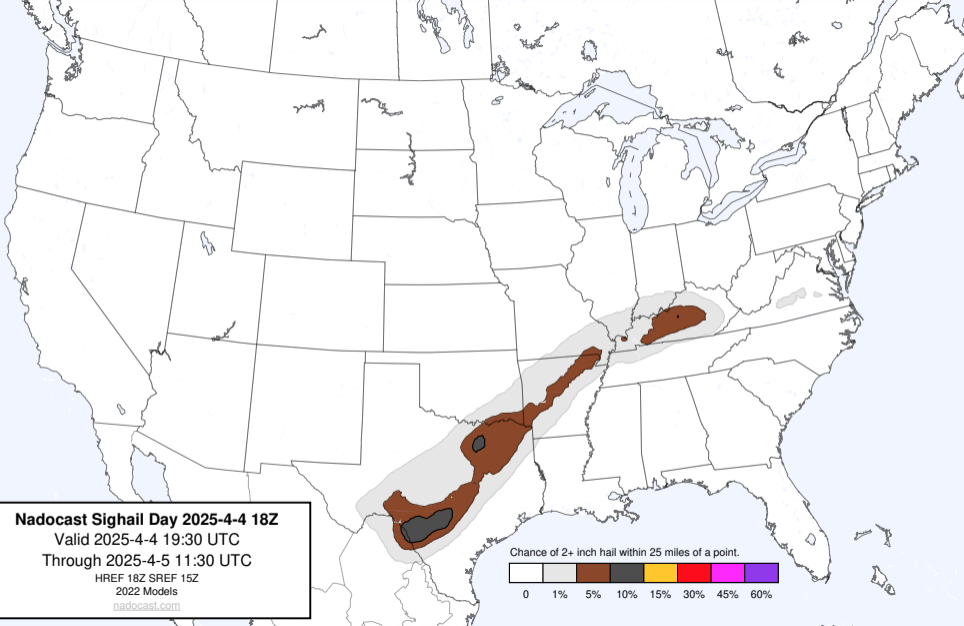 Nadocast Sighail Day 2025-4-4 18Z
Valid 2025-4-4 19:30 UTC
Through 2025-4-5 11:30 UTC
HREF 18Z SREF 15Z
2022 Models
nadocast.com
Chance of 2+ inch hail within 25 miles of a point.
0 1% 5% 10% 15% 30% 45% 60%